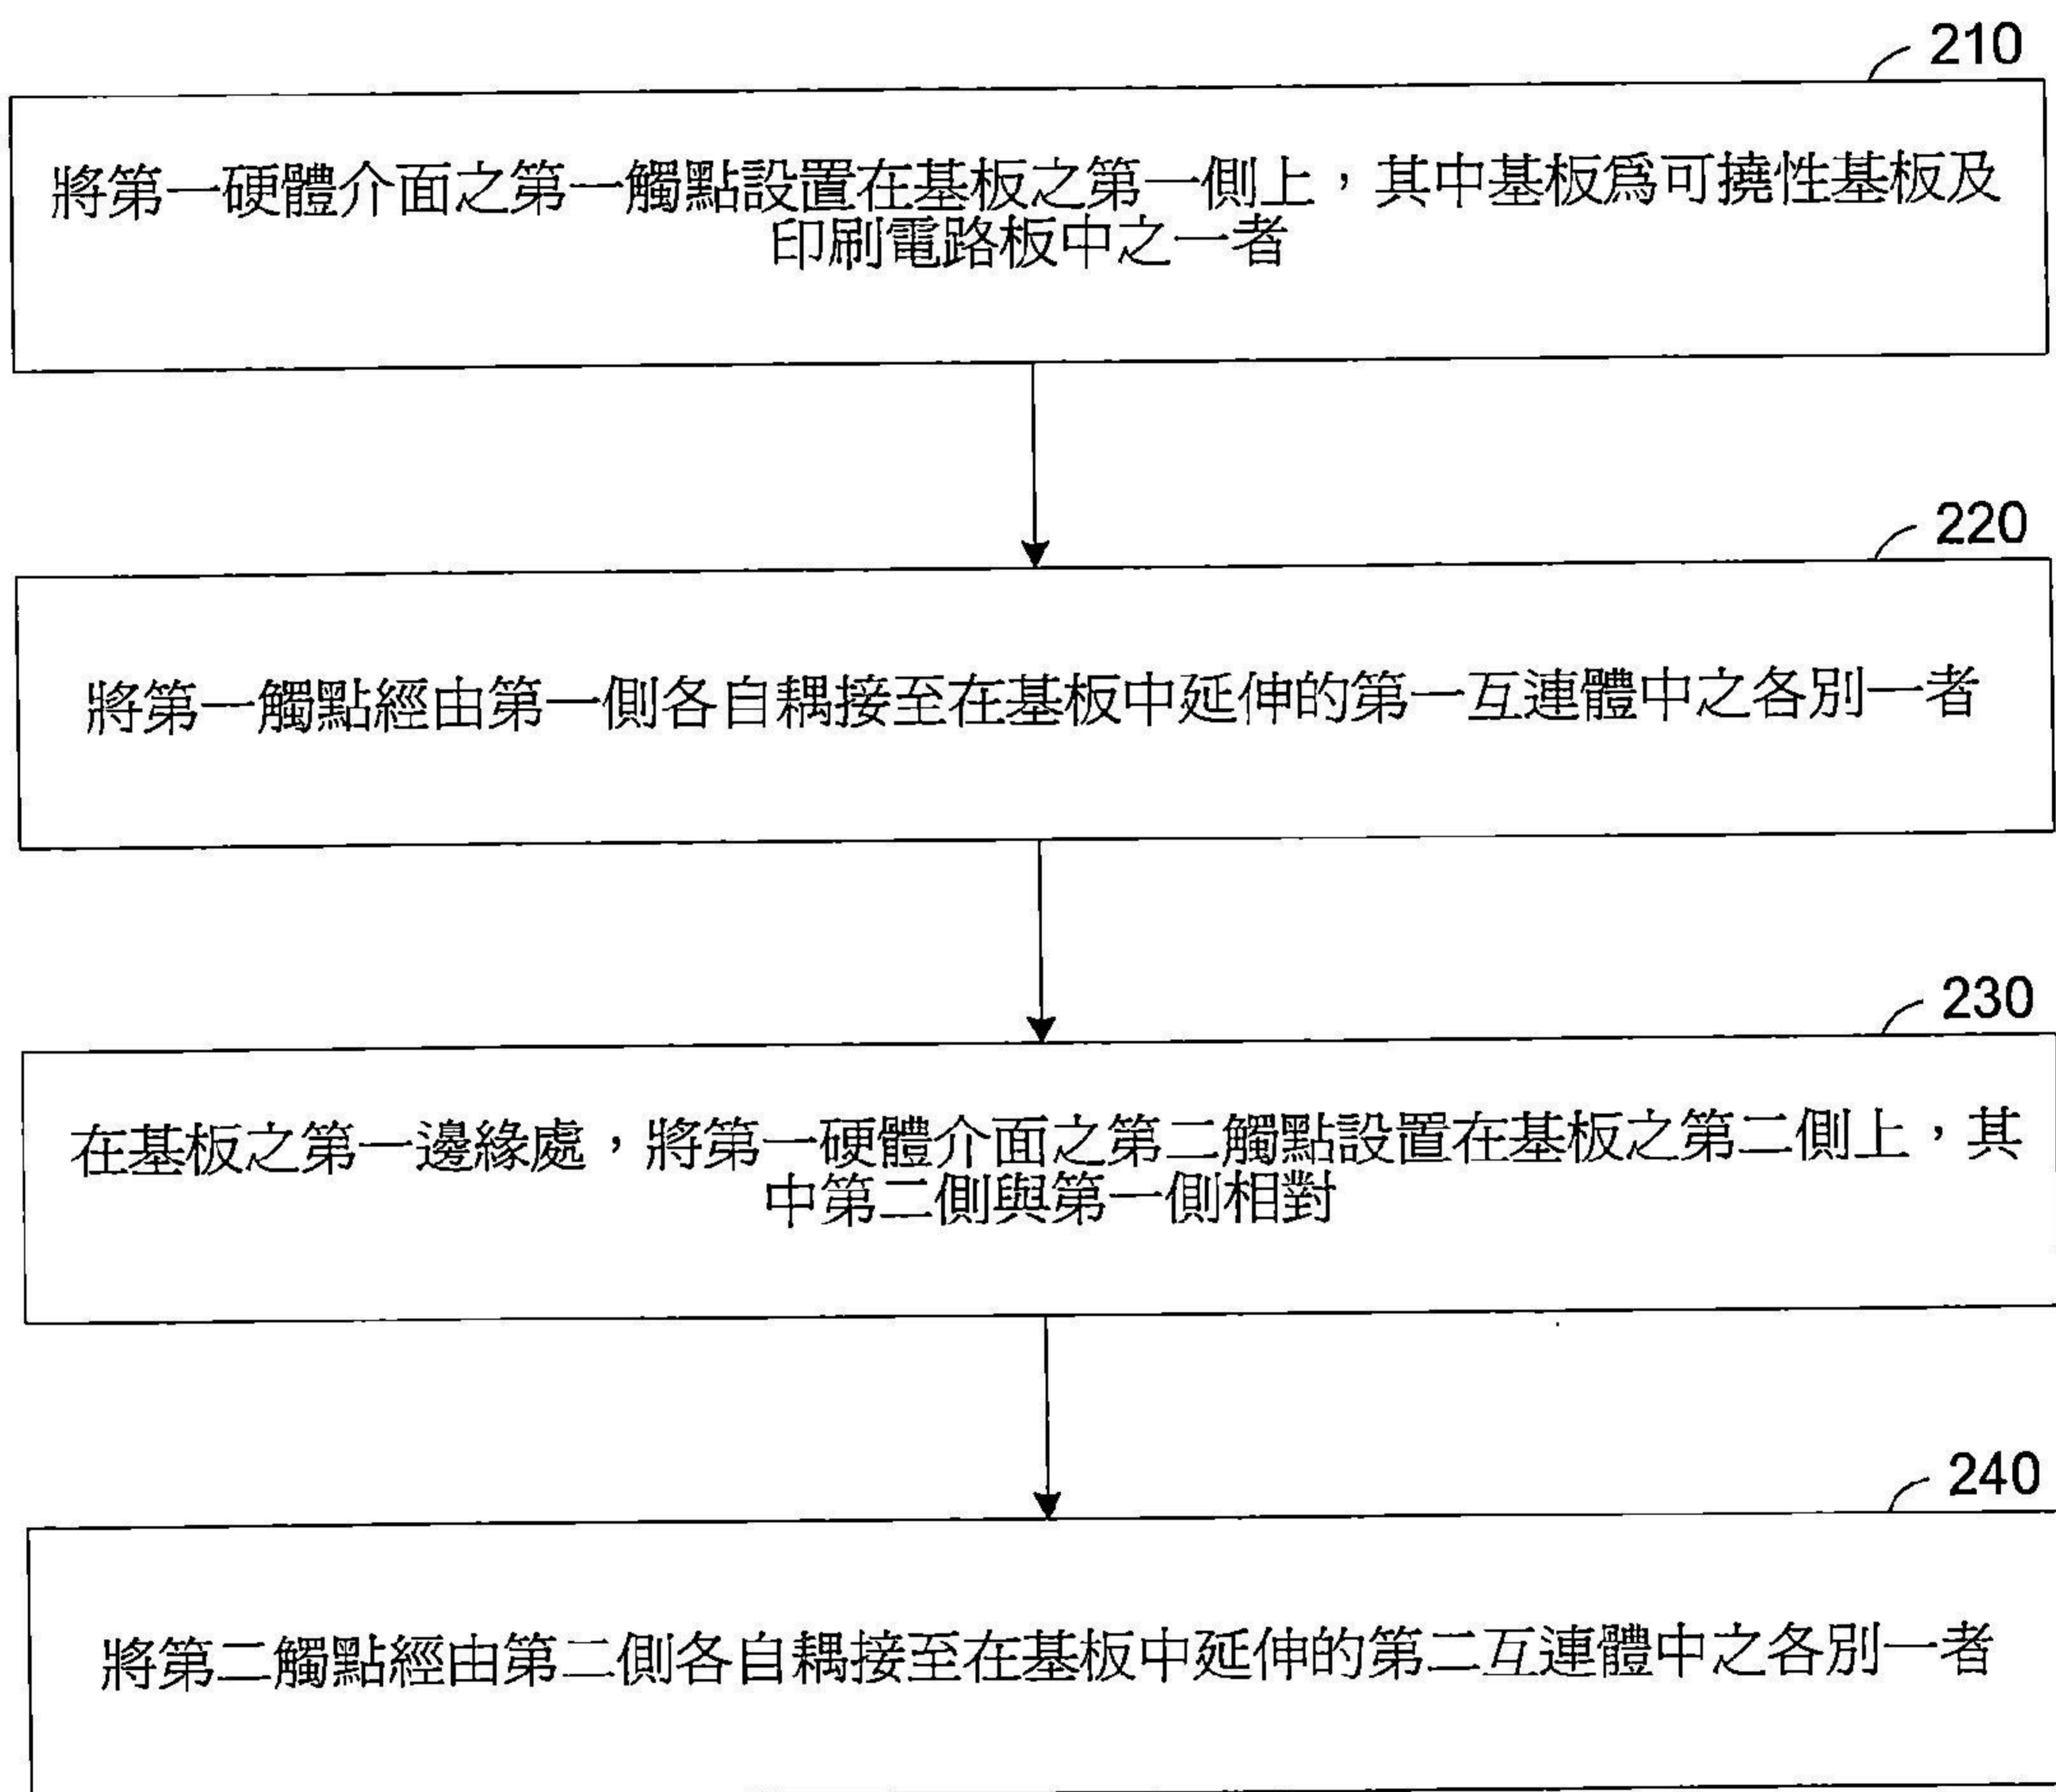 210
將第一硬體介面之第一觸點設置在基板之第一側上，其中基板爲可撓性基板及
印刷電路板中之一者
220
將第一觸點經由第一側各自耦接至在基板中延伸的第一互連體中之各別一者
230
在基板之第一邊緣處，將第一硬體介面之第二觸點設置在基板之第二側上，其
中第二側與第一側相對
240
將第二觸點經由第二側各自耦接至在基板中延伸的第二互連體中之各別一者